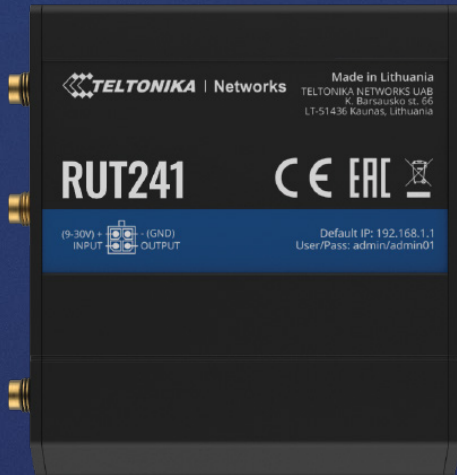 TELTONIKA | Networks
Made in Lithuania
TELTONIKA NETWORKS UAB
K. Barsausko st. 66
LT-51436 Kaunas, Lithuania
RUT241
CE EAC
(9-30V) + - (GND)
INPUT OUTPUT
Default IP: 192.168.1.1
User/Pass: admin/admin01